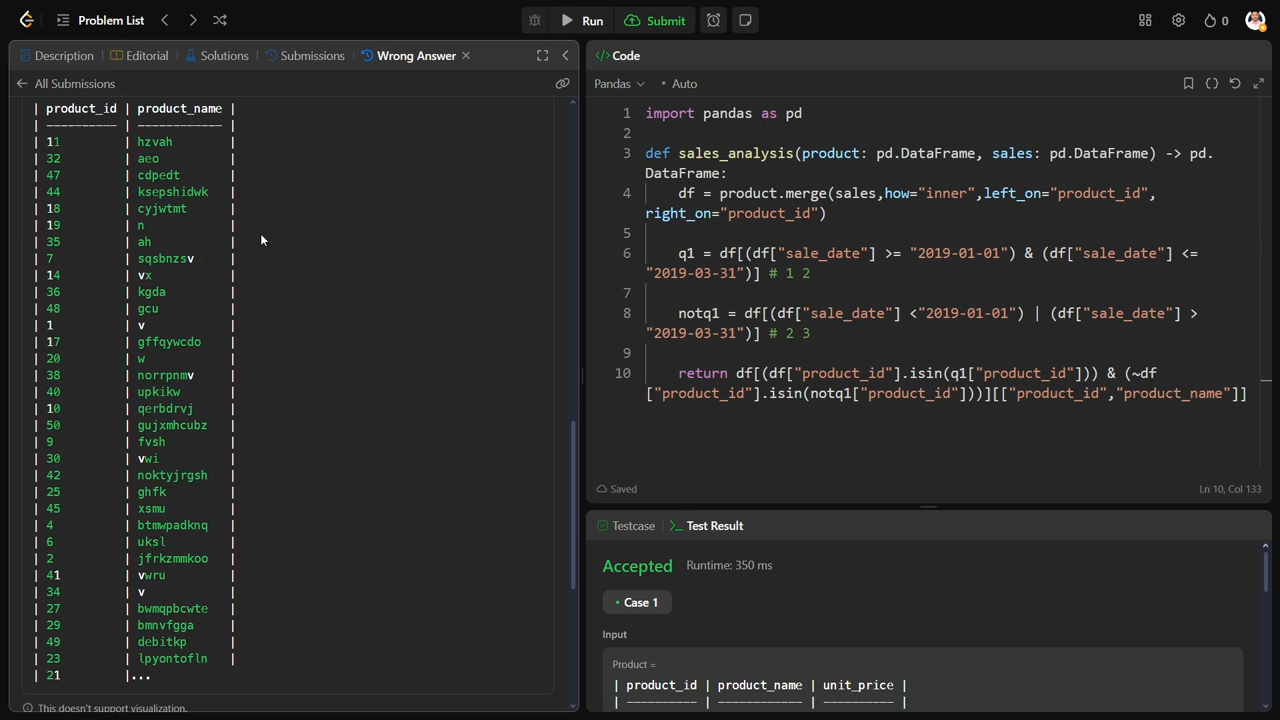 Problem List
Run
Submit
0
Description
Editorial
Solutions
Submissions
Wrong Answer
All Submissions
| product_id | product_name |
| ---------- | ------------ |
| 11 | hzvah |
| 32 | aeo |
| 47 | cdpedt |
| 44 | ksepshidwk |
| 18 | cyjwtmt |
| 19 | n |
| 35 | ah |
| 7 | sqsbnzsv |
| 14 | vx |
| 36 | kgda |
| 48 | gcu |
| 1 | v |
| 17 | gffqywcdo |
| 20 | w |
| 38 | norrpnmv |
| 40 | upkikw |
| 10 | qerbdrvj |
| 50 | gujxmhcubz |
| 9 | fvsh |
| 30 | vwi |
| 42 | noktyjrgsh |
| 25 | ghfk |
| 45 | xsmu |
| 4 | btmwpadknq |
| 6 | uksl |
| 2 | jfrkzmmkoo |
| 41 | vwru |
| 34 | v |
| 27 | bwmqpbcwte |
| 29 | bmnvfgga |
| 49 | debitkp |
| 23 | lpyontofln |
| 21 |...
This doesn't support visualization.
</> Code
Pandas
• Auto
1 import pandas as pd
2
3 def sales_analysis(product: pd.DataFrame, sales: pd.DataFrame) -> pd.
DataFrame:
4 df = product.merge(sales,how="inner",left_on="product_id",
right_on="product_id")
5
6 q1 = df[(df["sale_date"] >= "2019-01-01") & (df["sale_date"] <=
"2019-03-31")] # 1 2
7
8 notq1 = df[(df["sale_date"] <"2019-01-01") | (df["sale_date"] >
"2019-03-31")] # 2 3
9
10 return df[(df["product_id"].isin(q1["product_id"])) & (~df
["product_id"].isin(notq1["product_id"]))][["product_id","product_name"]]
Saved
Ln 10, Col 133
Testcase
Test Result
Accepted
Runtime: 350 ms
• Case 1
Input
Product =
| product_id | product_name | unit_price |
| ---------- | ------------ | ---------- |